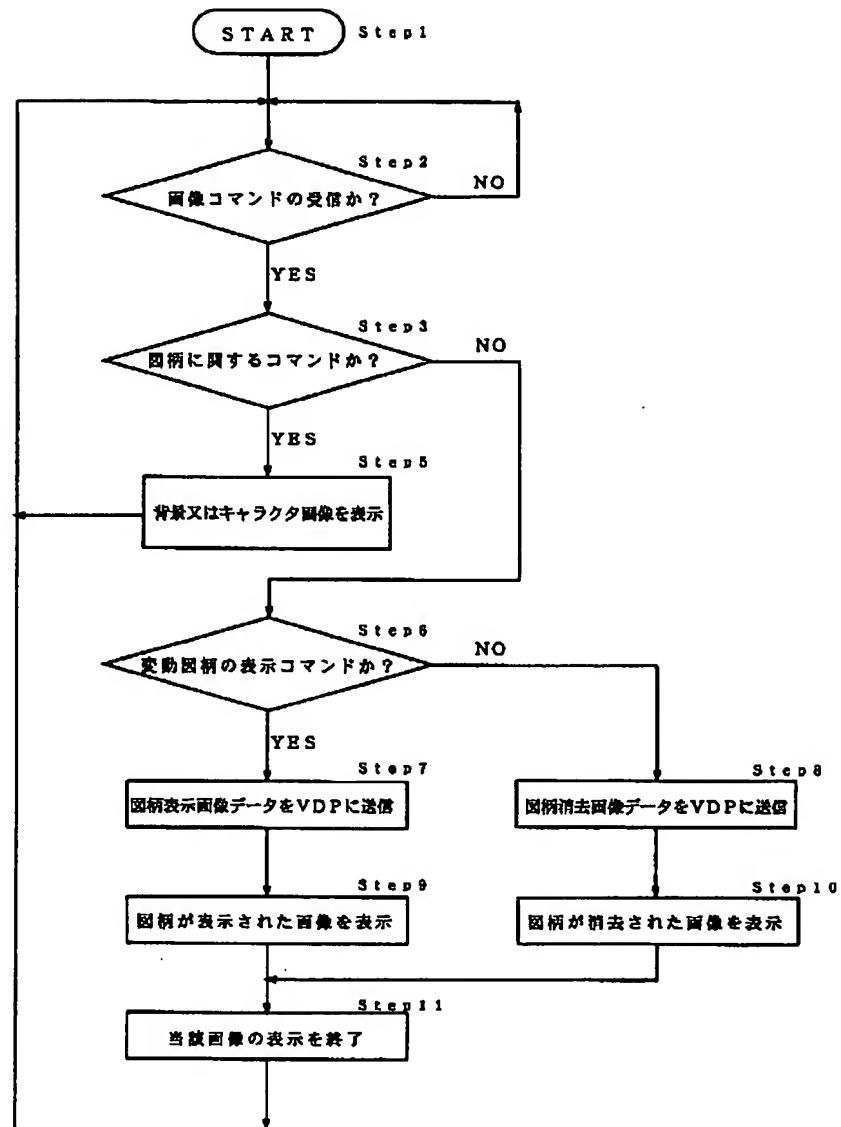 START
Step1
Step2
画像コマンドの受信か？
NO
YES
Step3
図柄に関するコマンドか？
NO
YES
Step5
背景又はキャラクタ画像を表示
Step6
変動図柄の表示コマンドか？
NO
YES
Step7
図柄表示画像データをVDPに送信
Step8
図柄消去画像データをVDPに送信
Step9
図柄が表示された画像を表示
Step10
図柄が消去された画像を表示
Step11
当該画像の表示を終了